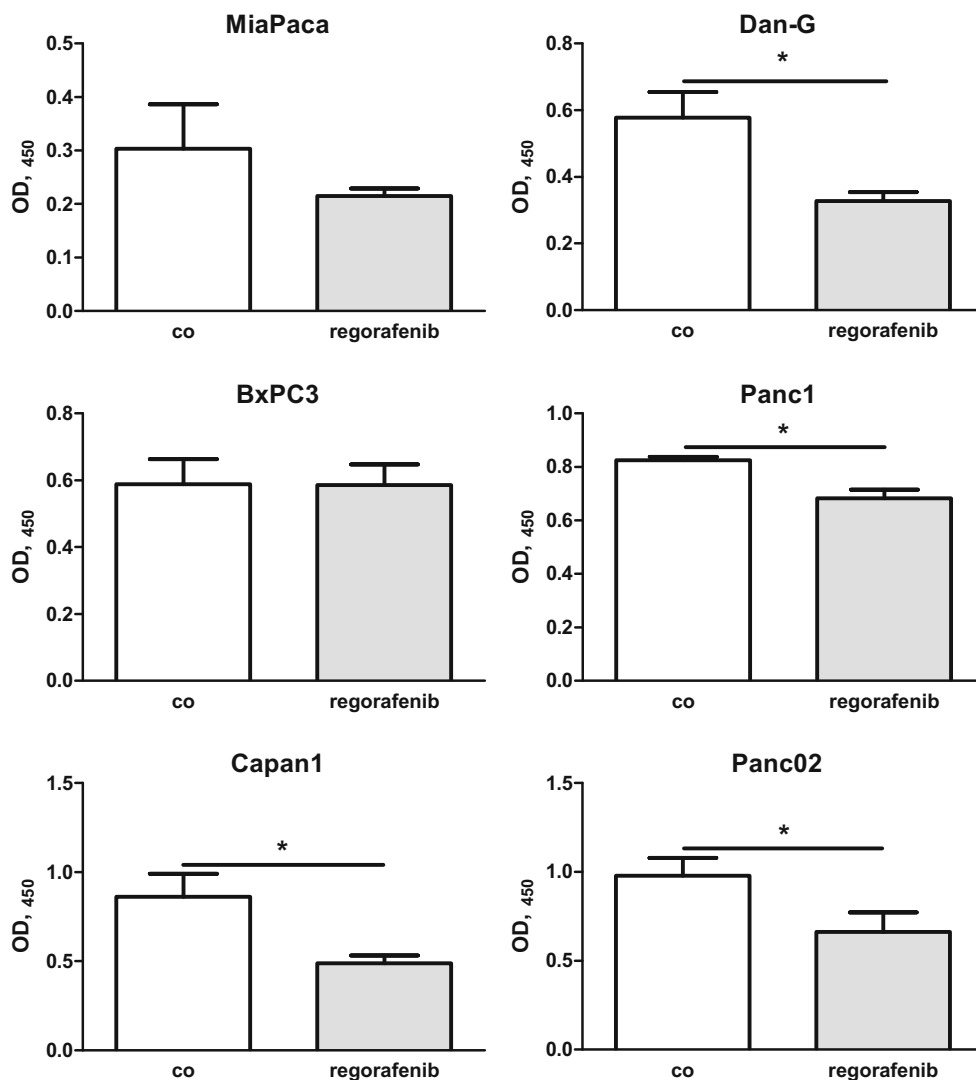 MiaPaca
0.5
0.4
0.3
0.2
0.1
0.0
OD, 450
co regorafenib
Dan-G
*
0.8
0.6
0.4
0.2
0.0
OD, 450
co regorafenib
BxPC3
0.8
0.6
0.4
0.2
0.0
OD, 450
co regorafenib
Panc1
*
1.0
0.8
0.6
0.4
0.2
0.0
OD, 450
co regorafenib
Capan1
*
1.5
1.0
0.5
0.0
OD, 450
co regorafenib
Panc02
*
1.5
1.0
0.5
0.0
OD, 450
co regorafenib